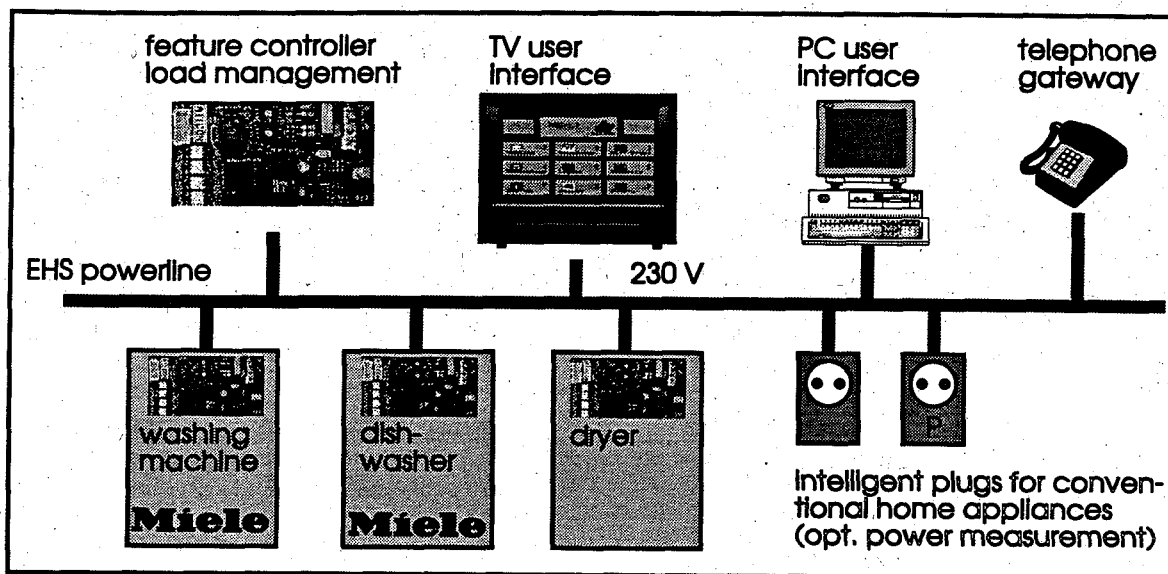 feature controller
load management
TV user
interface
PC user
interface
telephone
gateway
EHS powerline
230 V
washing
machine
Miele
dish-
washer
Miele
dryer
P
intelligent plugs for conven-
tional home appliances
(opt. power measurement)